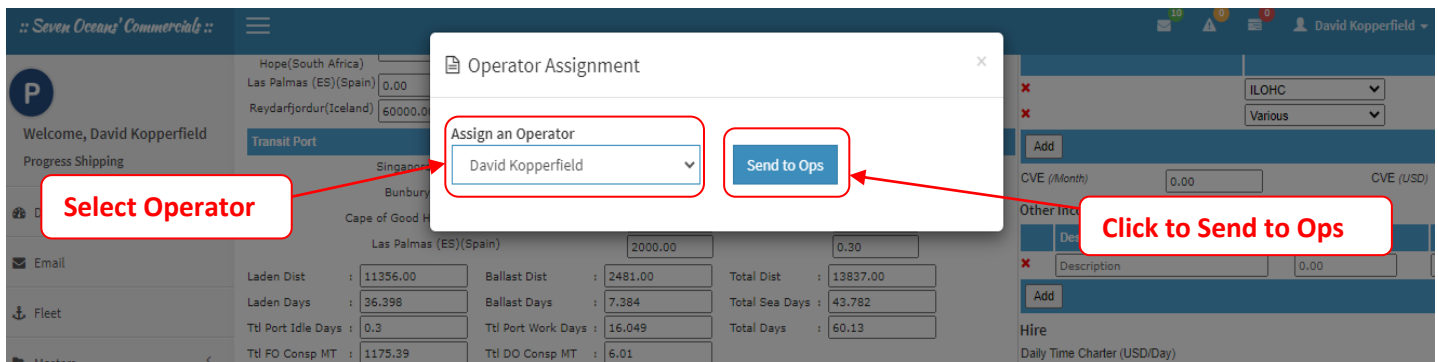 :: Seven Oceans' Commercials ::
10 0 0 David Kopperfield
P
Welcome, David Kopperfield
Progress Shipping
D
Email
Fleet
Hope(South Africa)
Las Palmas (ES)(Spain) 0.00
Reydarfjordur(Iceland)
Transit Port
Bunbury
Cape of Good H
Las Palmas (ES)(Spain) 2000.00 0.30
Laden Dist : 11356.00 Ballast Dist : 2481.00 Total Dist : 13837.00
Laden Days : 36.398 Ballast Days : 7.384 Total Sea Days : 43.782
Ttl Port Idle Days : 0.3 Ttl Port Work Days : 16.049 Total Days : 60.13
Ttl FO Consp MT : 1175.39 Ttl DO Consp MT : 6.01
Operator Assignment ×
Assign an Operator
David Kopperfield
Send to Ops
Select Operator
Click to Send to Ops
ILOHC
Various
Add
CVE (/Month) 0.00 CVE (USD)
Description 0.00
Add
Hire
Daily Time Charter (USD/Day)